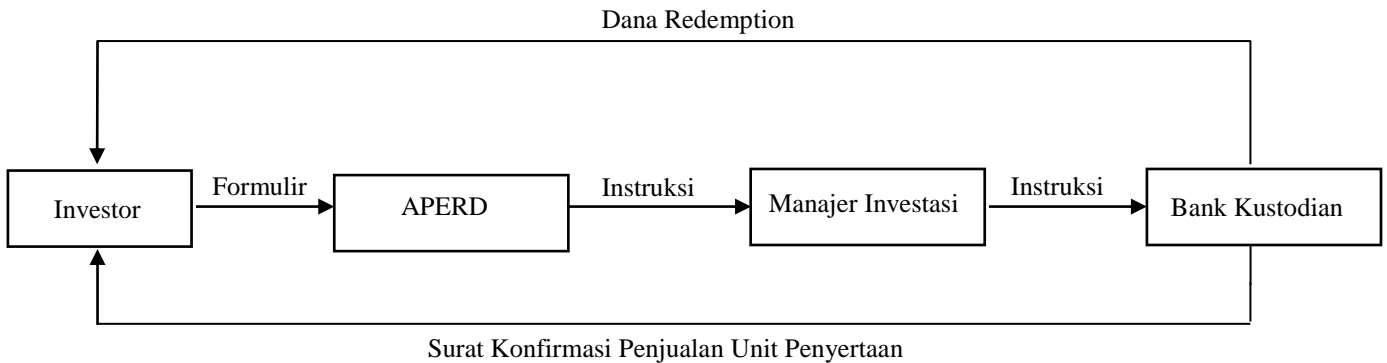 Dana Redemption
Investor
Formulir
APERD
Instruksi
Manajer Investasi
Instruksi
Bank Kustodian
Surat Konfirmasi Penjualan Unit Penyertaan